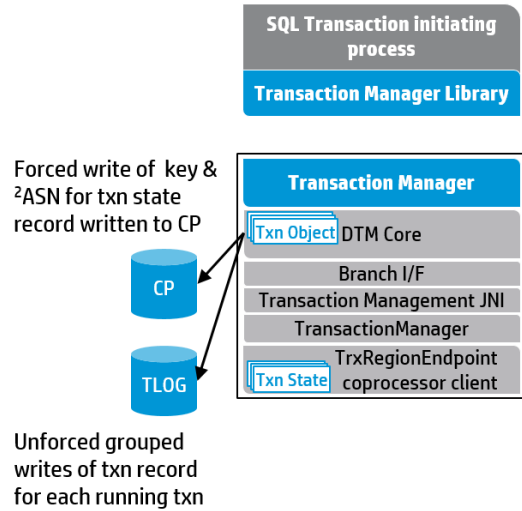 SQL Transaction initiating
process
Transaction Manager Library
Forced write of key &
²ASN for txn state
record written to CP
CP
TLOG
Unforced grouped
writes of txn record
for each running txn
Transaction Manager
Txn Object
DTM Core
Branch I/F
Transaction Management JNI
TransactionManager
TrxRegionEndpoint
Txn State
coprocessor client